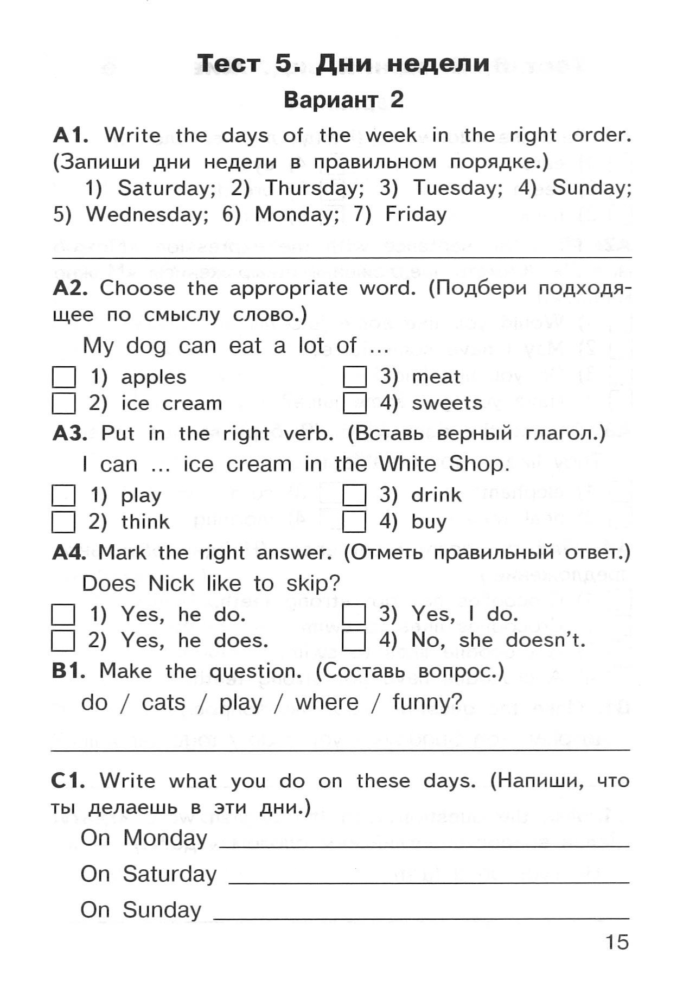 Тест 5. Дни недели
Вариант 2
A1. Write the days of the week in the right order.
(Запиши дни недели в правильном порядке.)
1) Saturday; 2) Thursday; 3) Tuesday; 4) Sunday;
5) Wednesday; 6) Monday; 7) Friday
A2. Choose the appropriate word. (Подбери подходя-
щее по смыслу слово.)
My dog can eat a lot of ...
1) apples 3) meat
2) ice cream 4) sweets
A3. Put in the right verb. (Вставь верный глагол.)
I can ... ice cream in the White Shop.
1) play 3) drink
2) think 4) buy
A4. Mark the right answer. (Отметь правильный ответ.)
Does Nick like to skip?
1) Yes, he do. 3) Yes, I do.
2) Yes, he does. 4) No, she doesn't.
B1. Make the question. (Составь вопрос.)
do / cats / play / where / funny?
C1. Write what you do on these days. (Напиши, что
ты делаешь в эти дни.)
On Monday
On Saturday
On Sunday
15